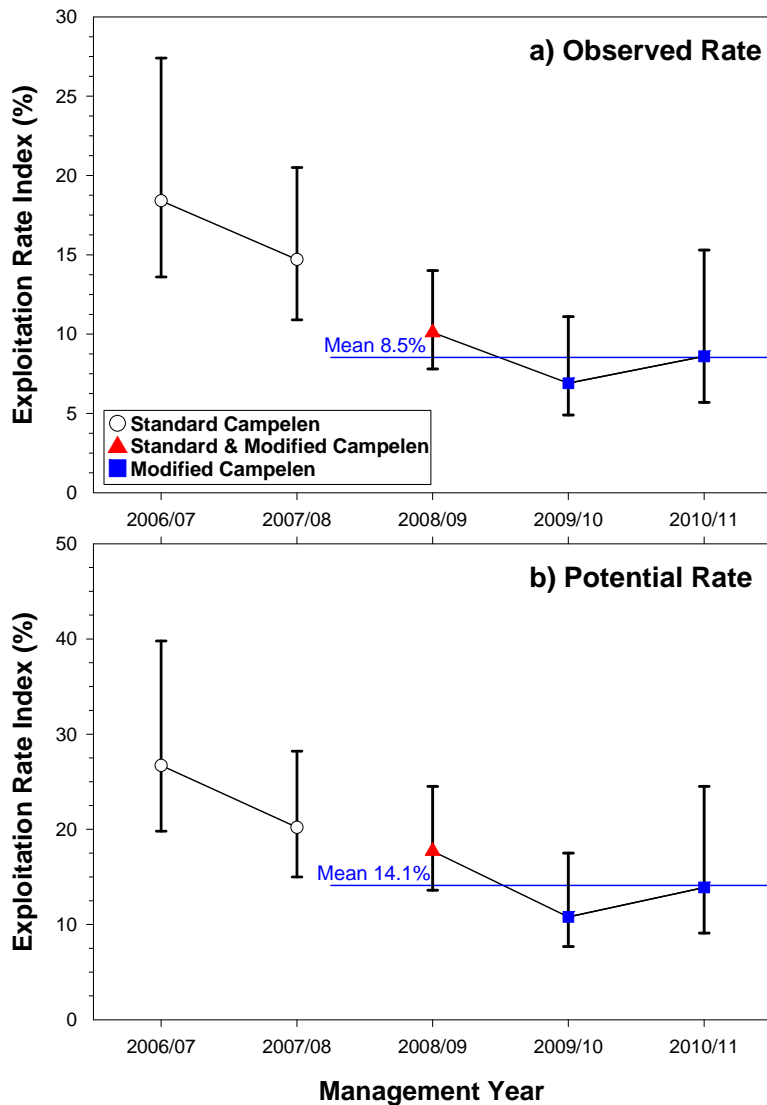 30
a) Observed Rate
25
20
15
10
5
0
Exploitation Rate Index (%)
Mean 8.5%
Standard Campelen
Standard & Modified Campelen
Modified Campelen
2006/07 2007/08 2008/09 2009/10 2010/11
50
b) Potential Rate
40
30
20
10
0
Exploitation Rate Index (%)
Mean 14.1%
2006/07 2007/08 2008/09 2009/10 2010/11
Management Year